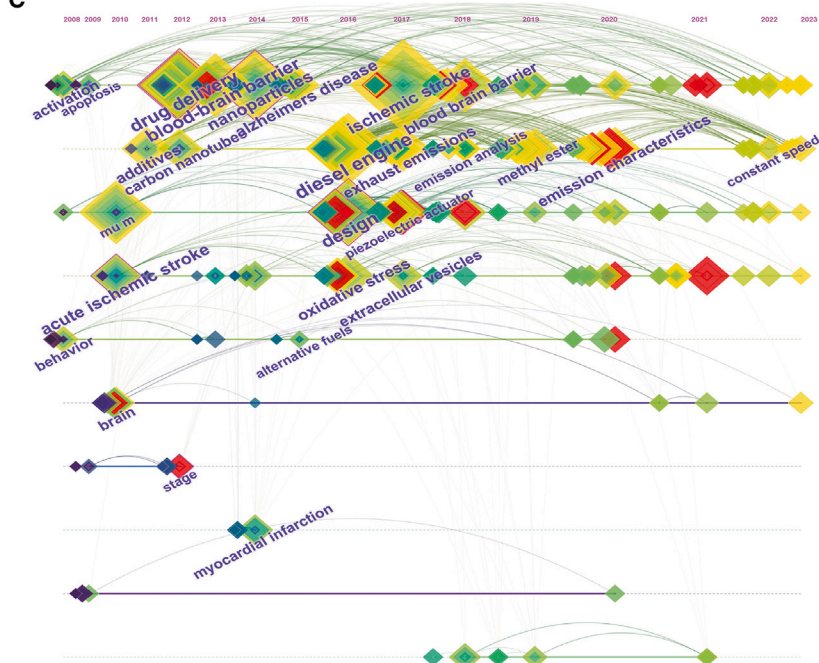 C
2008 2009 2010 2011 2012 2013 2014 2015 2016 2017 2018 2019 2020 2021 2022 2023
activation
apoptosis
drug delivery
blood-brain barrier
nanoparticles
alzheimers disease
ischemic stroke
blood brain barrier
additives
carbon nanotube
diesel engine
exhaust emissions
emission analysis
methyl ester
emission characteristics
constant speed
mu m
design
piezoelectric actuator
acute ischemic stroke
oxidative stress
extracellular vesicles
behavior
alternative fuels
brain
stage
myocardial infarction